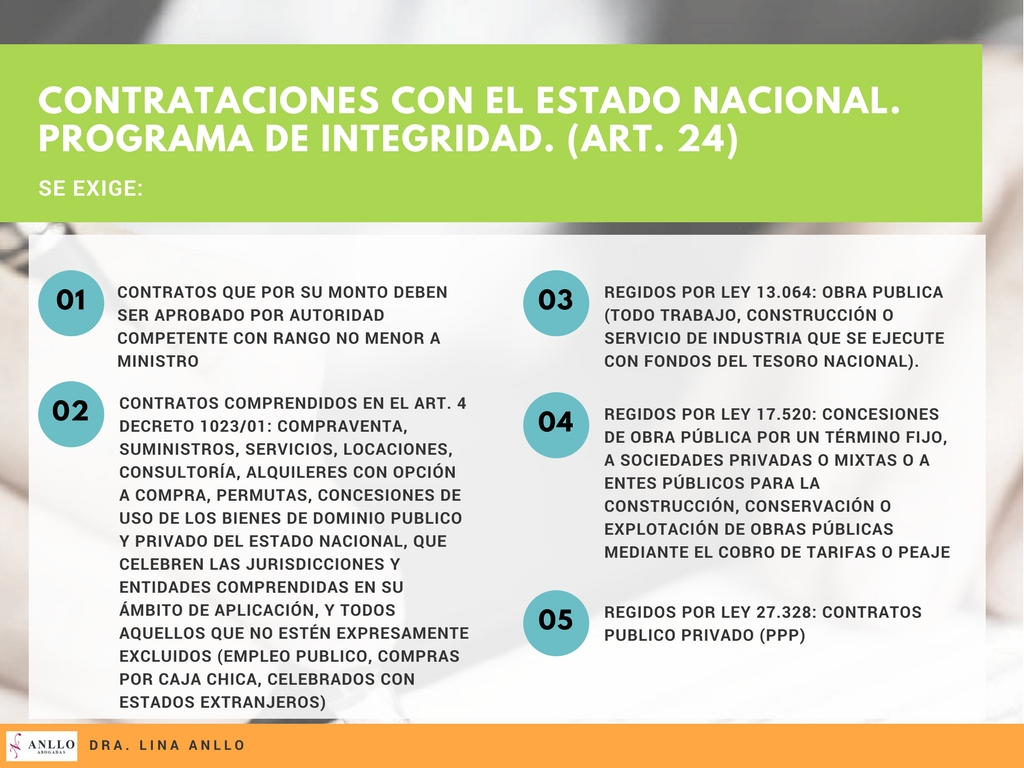 CONTRATACIONES CON EL ESTADO NACIONAL.
PROGRAMA DE INTEGRIDAD. (ART. 24)
SE EXIGE:
01
CONTRATOS QUE POR SU MONTO DEBEN
SER APROBADO POR AUTORIDAD
COMPETENTE CON RANGO NO MENOR A
MINISTRO
02
CONTRATOS COMPRENDIDOS EN EL ART. 4
DECRETO 1023/01: COMPRAVENTA,
SUMINISTROS, SERVICIOS, LOCACIONES,
CONSULTORÍA, ALQUILERES CON OPCIÓN
A COMPRA, PERMUTAS, CONCESIONES DE
USO DE LOS BIENES DE DOMINIO PUBLICO
Y PRIVADO DEL ESTADO NACIONAL, QUE
CELEBREN LAS JURISDICCIONES Y
ENTIDADES COMPRENDIDAS EN SU
ÁMBITO DE APLICACIÓN, Y TODOS
AQUELLOS QUE NO ESTÉN EXPRESAMENTE
EXCLUIDOS (EMPLEO PUBLICO, COMPRAS
POR CAJA CHICA, CELEBRADOS CON
ESTADOS EXTRANJEROS)
03
REGIDOS POR LEY 13.064: OBRA PUBLICA
(TODO TRABAJO, CONSTRUCCIÓN O
SERVICIO DE INDUSTRIA QUE SE EJECUTE
CON FONDOS DEL TESORO NACIONAL).
04
REGIDOS POR LEY 17.520: CONCESIONES
DE OBRA PÚBLICA POR UN TÉRMINO FIJO,
A SOCIEDADES PRIVADAS O MIXTAS O A
ENTES PÚBLICOS PARA LA
CONSTRUCCIÓN, CONSERVACIÓN O
EXPLOTACIÓN DE OBRAS PÚBLICAS
MEDIANTE EL COBRO DE TARIFAS O PEAJE
05
REGIDOS POR LEY 27.328: CONTRATOS
PUBLICO PRIVADO (PPP)
ANLLO
ABOGADAS
DRA. LINA ANLLO